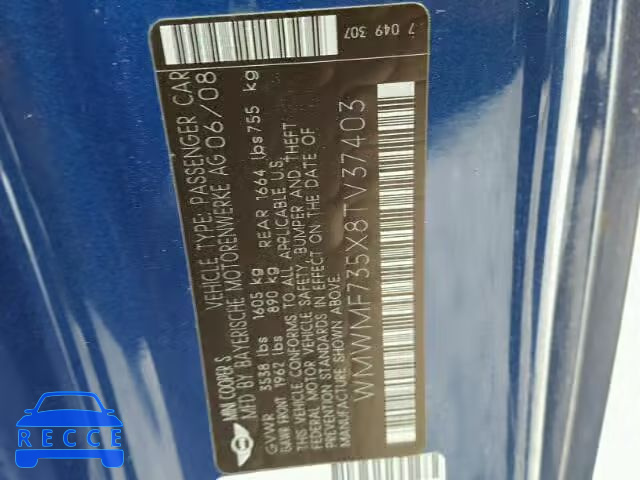 MINI COOPER S
VEHICLE TYPE: PASSENGER CAR
MFD BY BAYERISCHE MOTORENWERKE AG 06/08
GVWR 3538 lbs 1605 kg REAR 1664 lbs 755 kg
GAWR FRONT 1962 lbs 890 kg
THIS VEHICLE CONFORMS TO ALL APPLICABLE U.S.
FEDERAL MOTOR VEHICLE SAFETY, BUMPER AND THEFT
PREVENTION STANDARDS IN EFFECT ON THE DATE OF
MANUFACTURE SHOWN ABOVE.
WMWMF735X8TV37403
7 049 307
RECCE